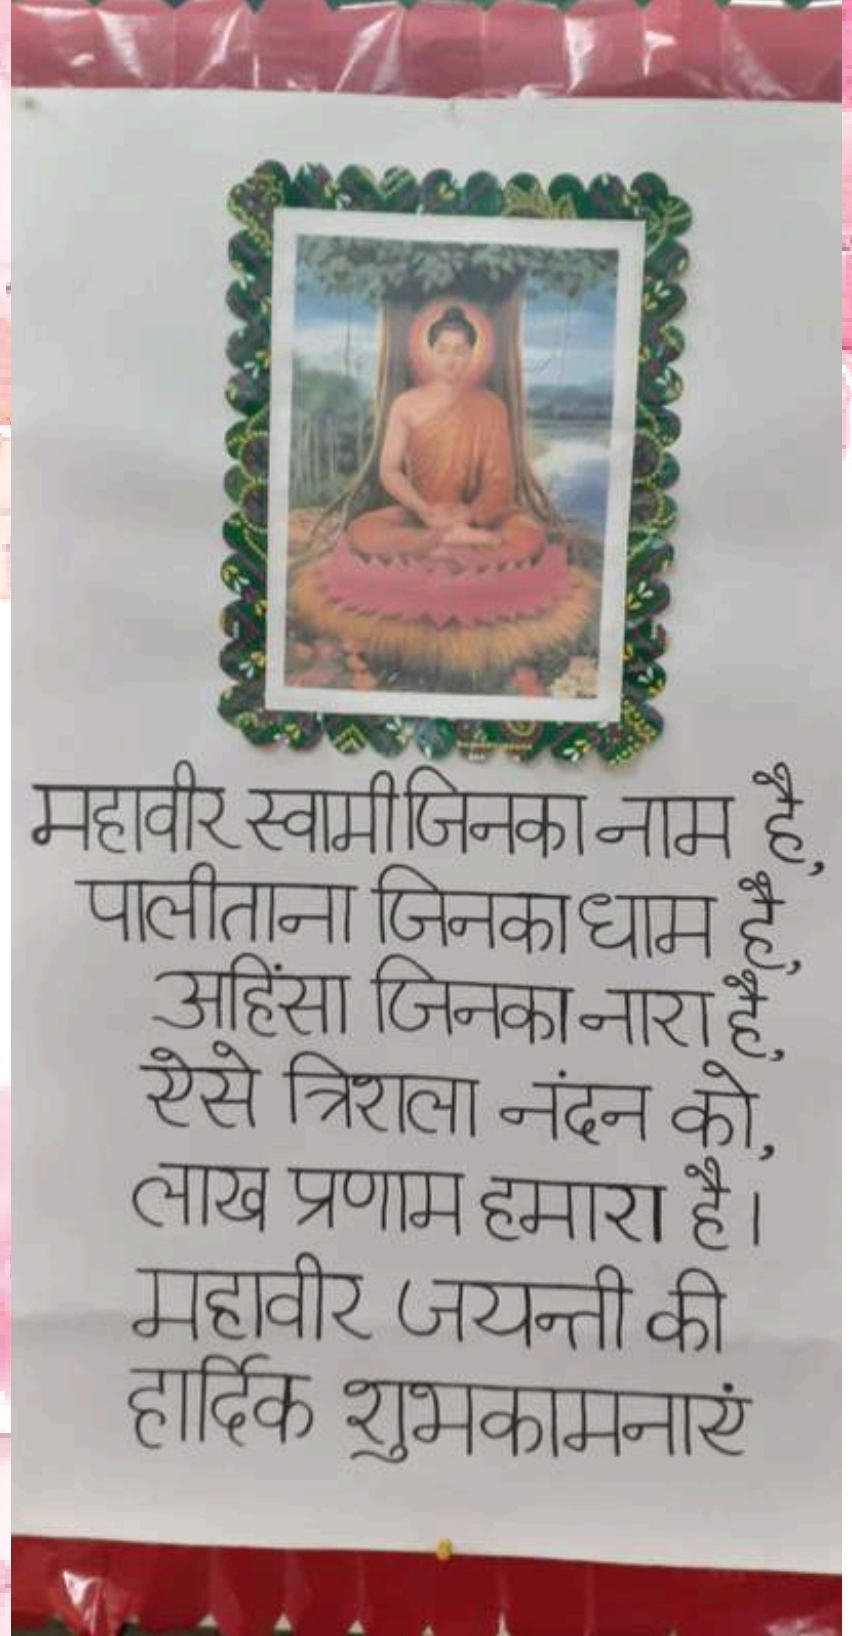 महावीर स्वामी जिनका नाम है,
पालीताना जिनका धाम है,
अहिंसा जिनका नारा है,
ऐसे त्रिशला नंदन को,
लाख प्रणाम हमारा है।
महावीर जयन्ती की
हार्दिक शुभकामनाएं